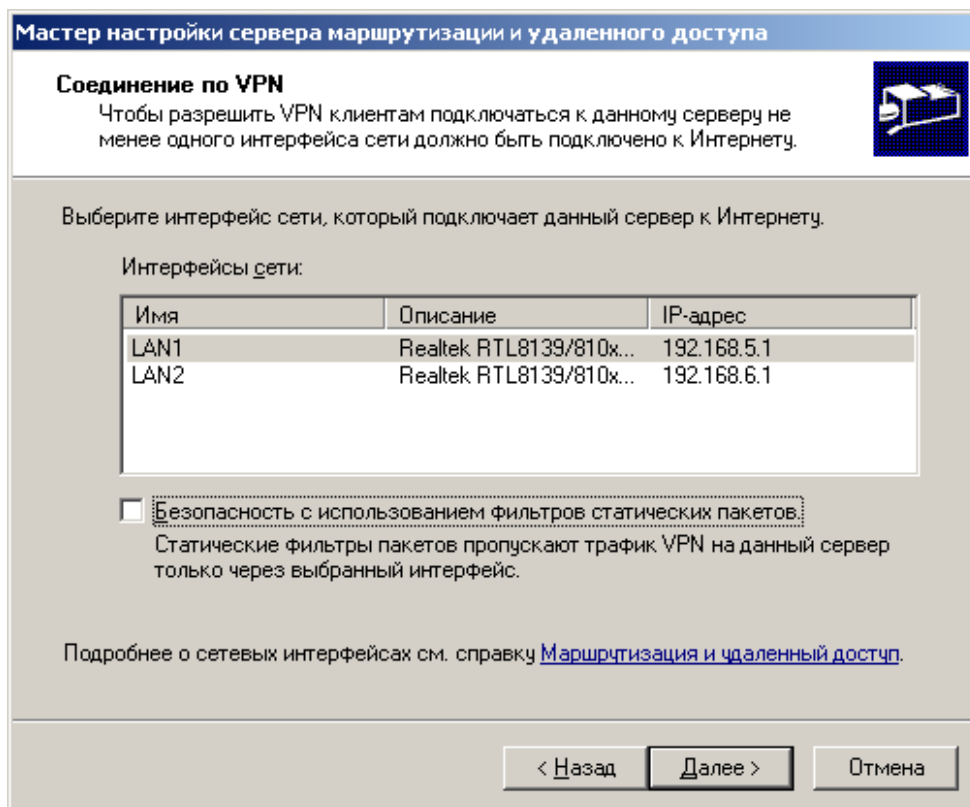 Мастер настройки сервера маршрутизации и удаленного доступа
Соединение по VPN
Чтобы разрешить VPN клиентам подключаться к данному серверу не
менее одного интерфейса сети должно быть подключено к Интернету.
Выберите интерфейс сети, который подключает данный сервер к Интернету.
Интерфейсы сети:
Имя Описание IP-адрес
LAN1 Realtek RTL8139/810x... 192.168.5.1
LAN2 Realtek RTL8139/810x... 192.168.6.1
Безопасность с использованием фильтров статических пакетов.
Статические фильтры пакетов пропускают трафик VPN на данный сервер
только через выбранный интерфейс.
Подробнее о сетевых интерфейсах см. справку Маршрутизация и удаленный доступ.
< Назад Далее > Отмена